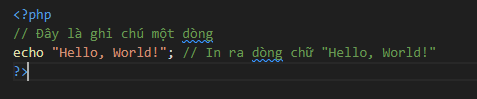 <?php
// Đây là ghi chú một dòng
echo "Hello, World!"; // In ra dòng chữ "Hello, World!"
?>